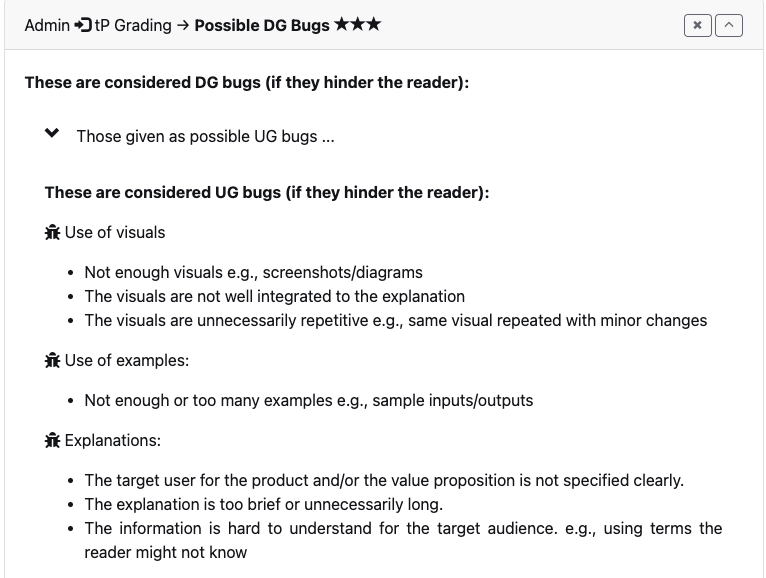 Admin tP Grading → Possible DG Bugs ★★★
These are considered DG bugs (if they hinder the reader):
Those given as possible UG bugs ...
These are considered UG bugs (if they hinder the reader):
Use of visuals
• Not enough visuals e.g., screenshots/diagrams
• The visuals are not well integrated to the explanation
• The visuals are unnecessarily repetitive e.g., same visual repeated with minor changes
Use of examples:
• Not enough or too many examples e.g., sample inputs/outputs
Explanations:
• The target user for the product and/or the value proposition is not specified clearly.
• The explanation is too brief or unnecessarily long.
• The information is hard to understand for the target audience. e.g., using terms the
reader might not know